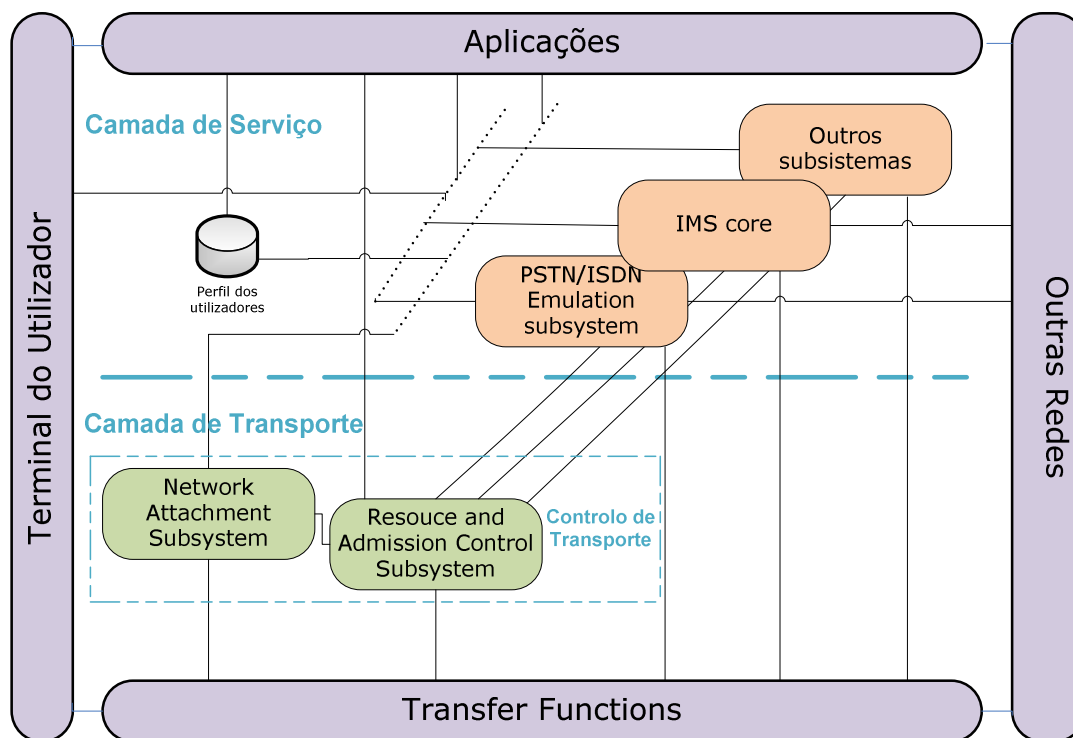 Aplicações
Terminal do Utilizador
Outras Redes
Camada de Serviço
Outros
subsistemas
IMS core
PSTN/ISDN
Emulation
subsystem
Perfil dos
utilizadores
Camada de Transporte
Network
Attachment
Subsystem
Resouce and
Admission Control
Subsystem
Controlo de
Transporte
Transfer Functions